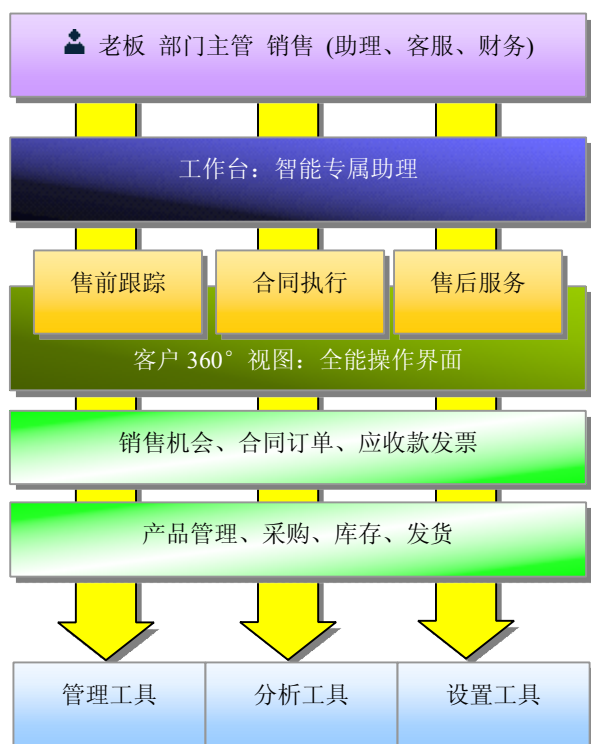 老板 部门主管 销售 (助理、客服、财务)
工作台：智能专属助理
售前跟踪 合同执行 售后服务
客户 360°视图：全能操作界面
销售机会、合同订单、应收款发票
产品管理、采购、库存、发货
管理工具 分析工具 设置工具